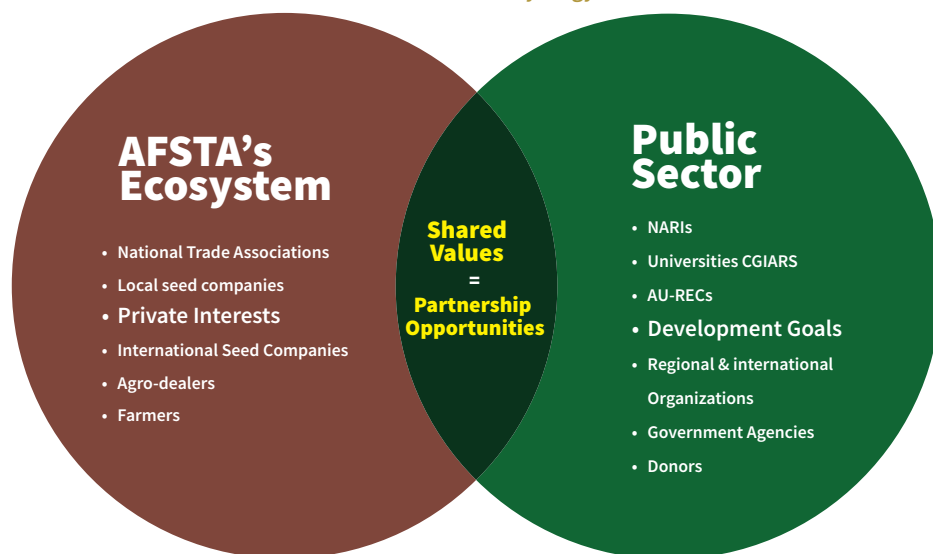 AFSTA's
Ecosystem
• National Trade Associations
• Local seed companies
• Private Interests
• International Seed Companies
• Agro-dealers
• Farmers
Shared
Values
=
Partnership
Opportunities
Public
Sector
• NARIs
• Universities CGIARS
• AU-RECs
• Development Goals
• Regional & international
Organizations
• Government Agencies
• Donors